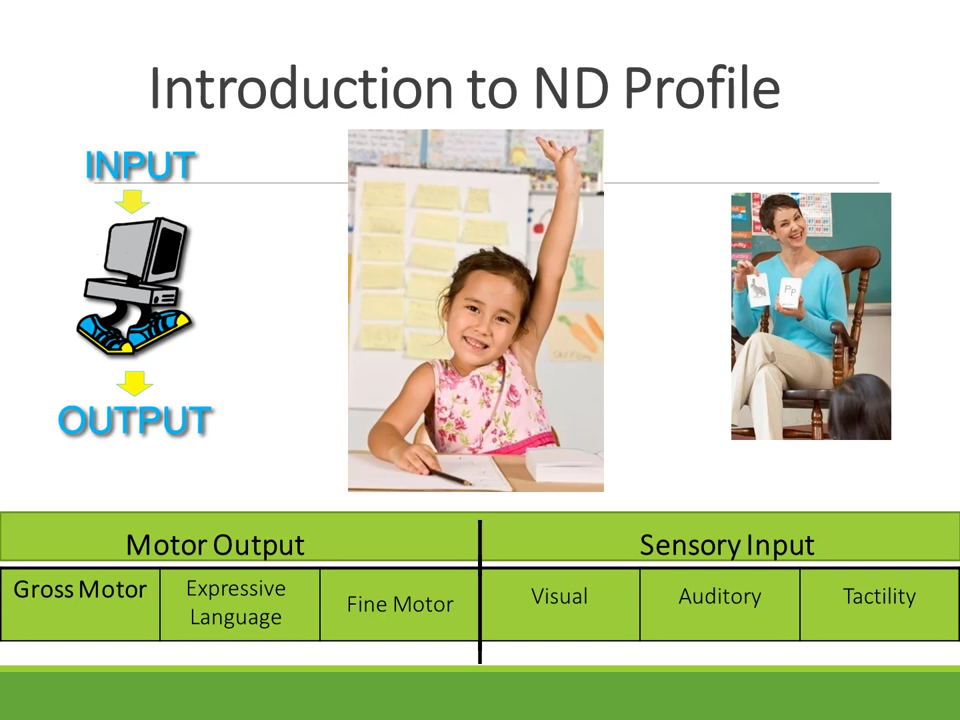 Introduction to ND Profile
INPUT
OUTPUT
Pp
Motor Output
Sensory Input
Gross Motor
Expressive
Language
Fine Motor
Visual
Auditory
Tactility